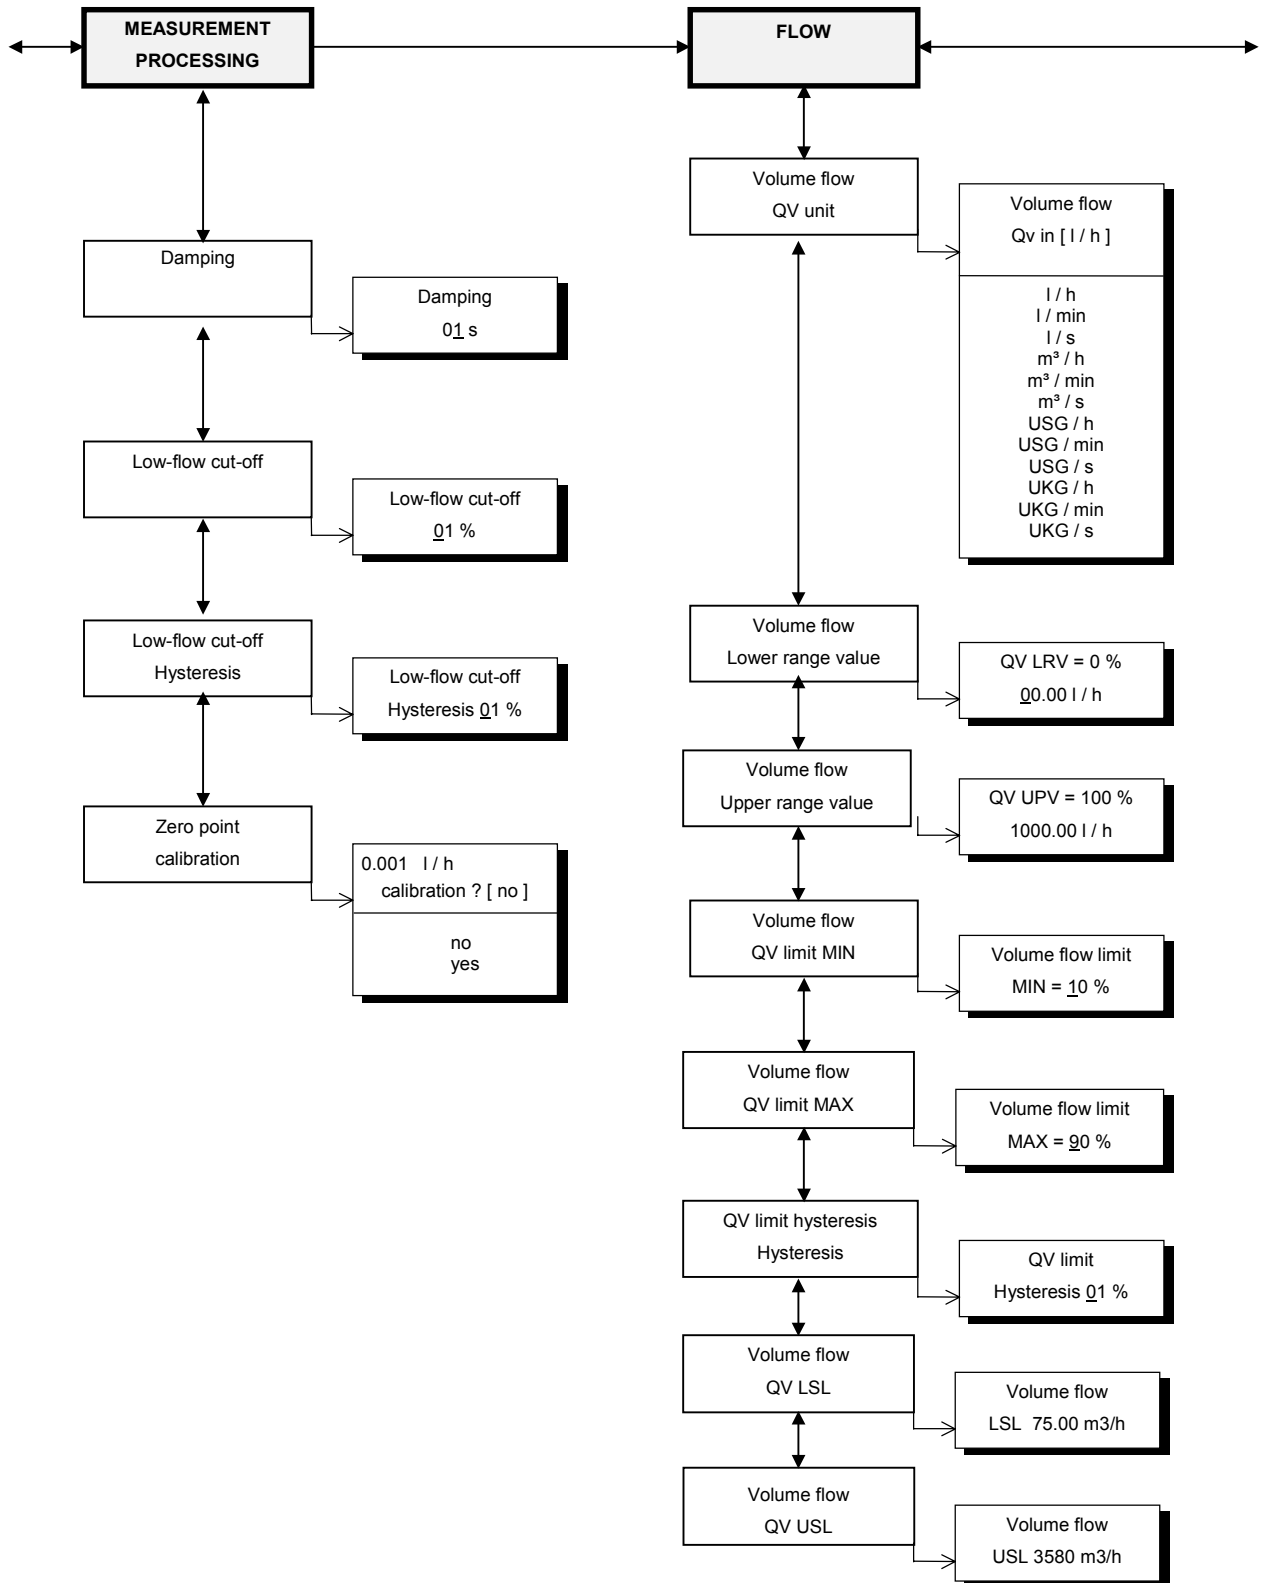 MEASUREMENT
PROCESSING
Damping
Damping
01 s
Low-flow cut-off
Low-flow cut-off
01 %
Low-flow cut-off
Hysteresis
Low-flow cut-off
Hysteresis 01 %
Zero point
calibration
0.001 l / h
calibration ? [ no ]
no
yes
FLOW
Volume flow
QV unit
Volume flow
Qv in [ l / h ]
l / h
l / min
l / s
m³ / h
m³ / min
m³ / s
USG / h
USG / min
USG / s
UKG / h
UKG / min
UKG / s
Volume flow
Lower range value
QV LRV = 0 %
00.00 l / h
Volume flow
Upper range value
QV UPV = 100 %
1000.00 l / h
Volume flow
QV limit MIN
Volume flow limit
MIN = 10 %
Volume flow
QV limit MAX
Volume flow limit
MAX = 90 %
QV limit hysteresis
Hysteresis
QV limit
Hysteresis 01 %
Volume flow
QV LSL
Volume flow
LSL 75.00 m3/h
Volume flow
QV USL
Volume flow
USL 3580 m3/h